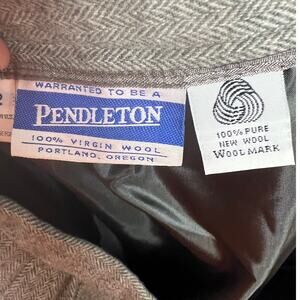 WARRANTED TO BE A
PENDLETON
100% VIRGIN WOOL
PORTLAND, OREGON
100% PURE
NEW WOOL
WOOLMARK